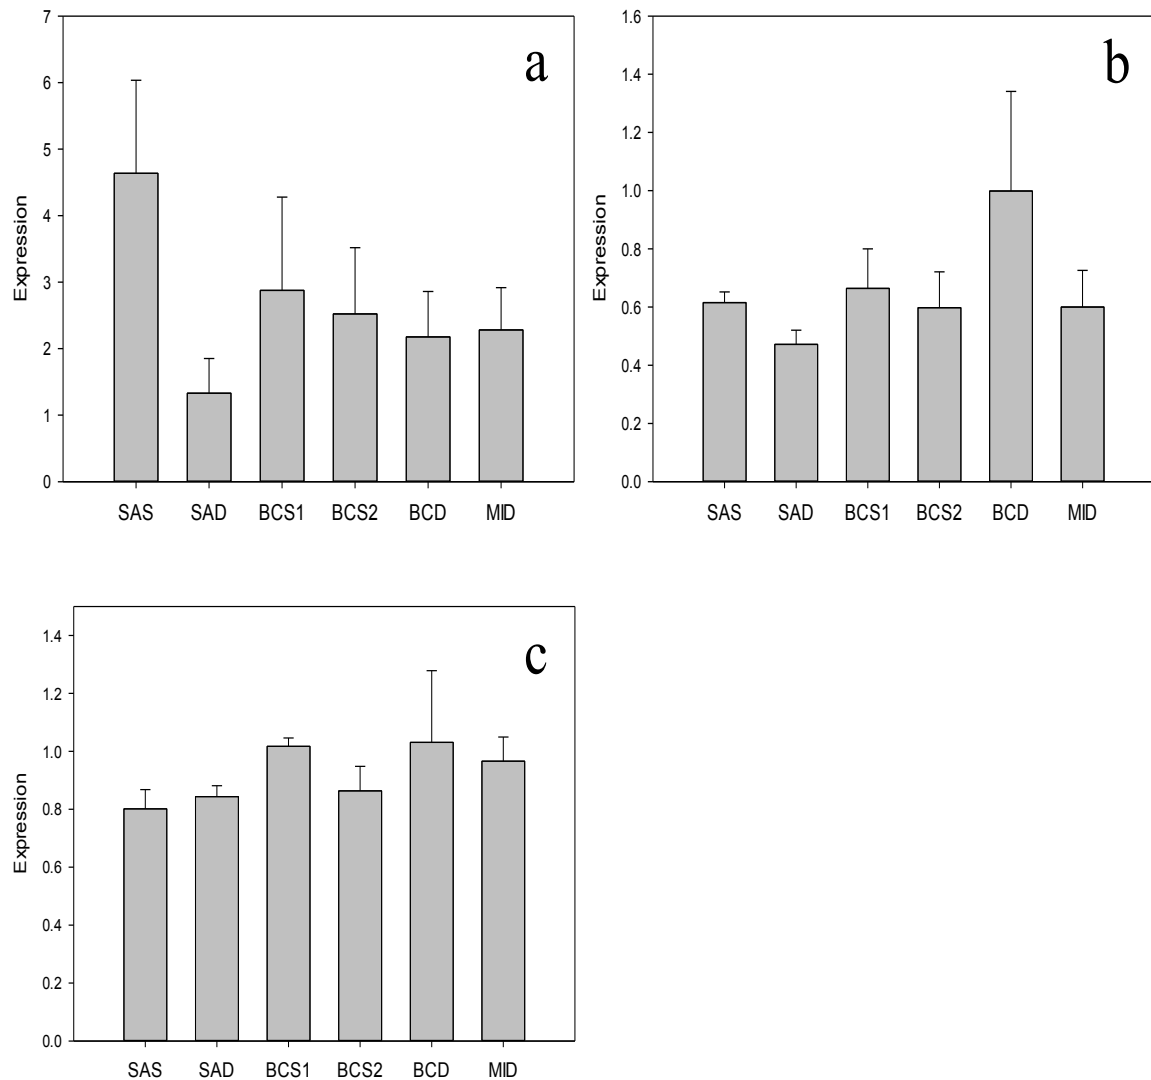 a
7
6
5
4
3
2
1
0
Expression
SAS SAD BCS1 BCS2 BCD MID
b
1.6
1.4
1.2
1.0
0.8
0.6
0.4
0.2
0.0
Expression
SAS SAD BCS1 BCS2 BCD MID
c
1.4
1.2
1.0
0.8
0.6
0.4
0.2
0.0
Expression
SAS SAD BCS1 BCS2 BCD MID